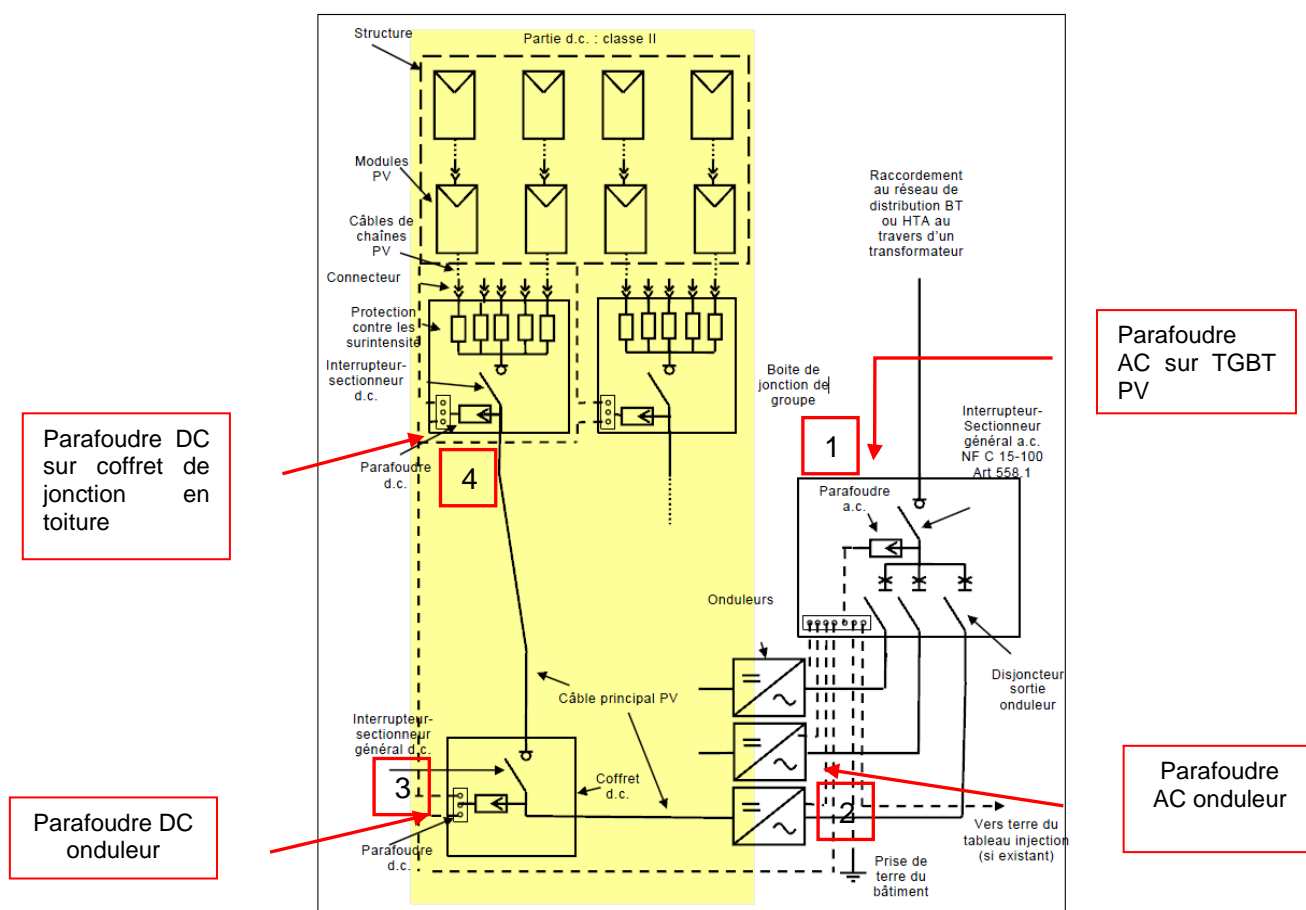 Structure
Partie d.c. : classe II
Modules
PV
Câbles de
chaînes
PV
Connecteur
Protection
contre les
surintensité
Interrupteur-
sectionneur
d.c.
Parafoudre
d.c.
4
Parafoudre DC
sur coffret de
jonction en
toiture
Raccordement
au réseau de
distribution BT
ou HTA au
travers d'un
transformateur
Parafoudre
AC sur TGBT
PV
Boite de
jonction de
groupe
1
Interrupteur-
Sectionneur
général a.c.
NF C 15-100
Art 558.1
Parafoudre
a.c.
Onduleurs
Disjoncteur
sortie
onduleur
Câble principal PV
Interrupteur-
sectionneur
général d.c.
3
Coffret
d.c.
Parafoudre
d.c.
Parafoudre DC
onduleur
2
Parafoudre
AC onduleur
Vers terre du
tableau injection
(si existant)
Prise de
terre du
bâtiment